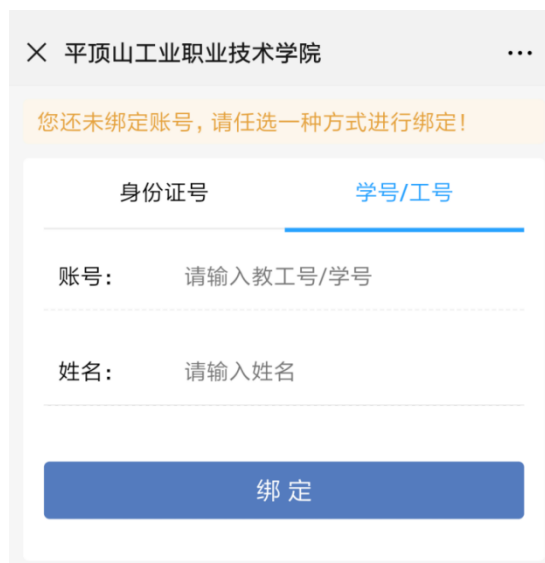 平顶山工业职业技术学院
您还未绑定账号,请任选一种方式进行绑定!
身份证号 学号/工号
账号: 请输入教工号/学号
姓名: 请输入姓名
绑 定